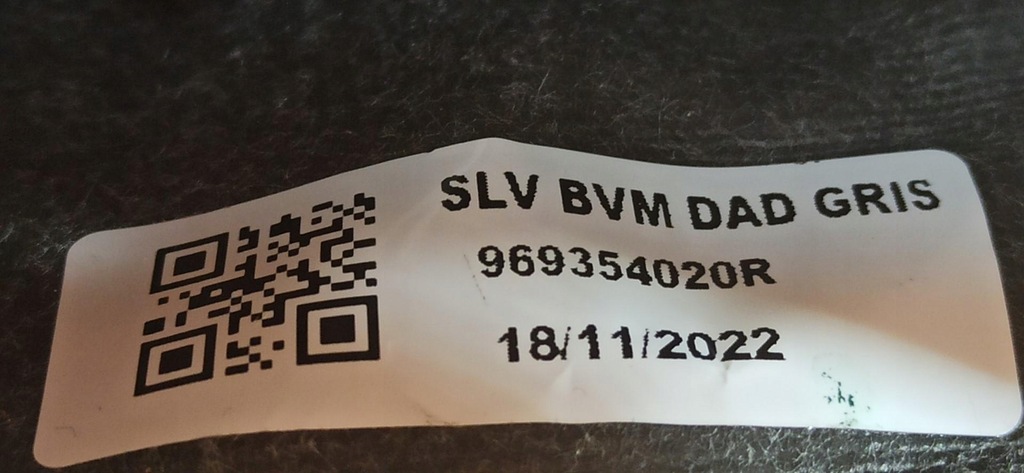 SLV BVM DAD GRIS
969354020R
18/11/2022